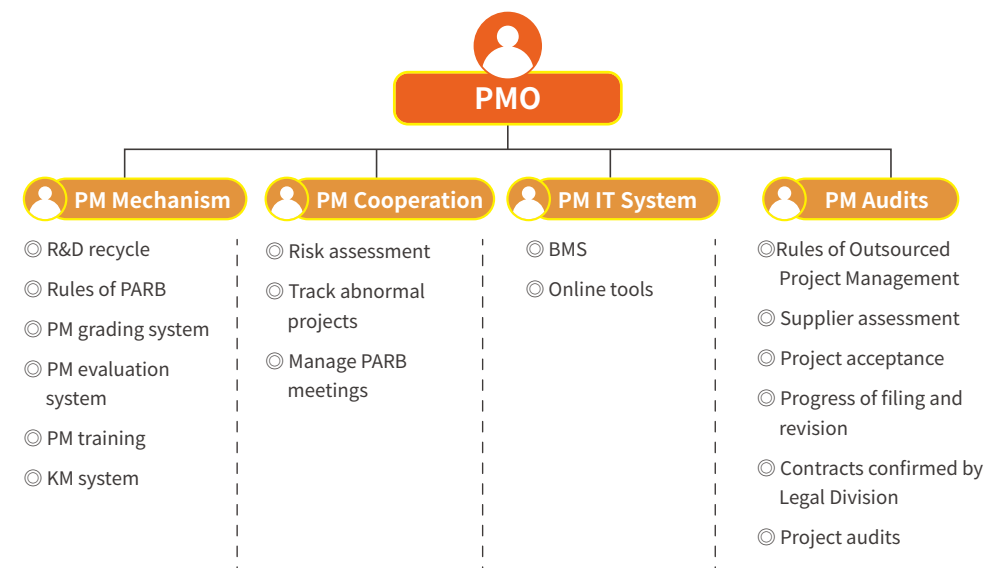 PMO
PM Mechanism
◎ R&D recycle
◎ Rules of PARB
◎ PM grading system
◎ PM evaluation
system
◎ PM training
◎ KM system
PM Cooperation
◎ Risk assessment
◎ Track abnormal
projects
◎ Manage PARB
meetings
PM IT System
◎ BMS
◎ Online tools
PM Audits
◎Rules of Outsourced
Project Management
◎ Supplier assessment
◎ Project acceptance
◎ Progress of filing and
revision
◎ Contracts confirmed by
Legal Division
◎ Project audits